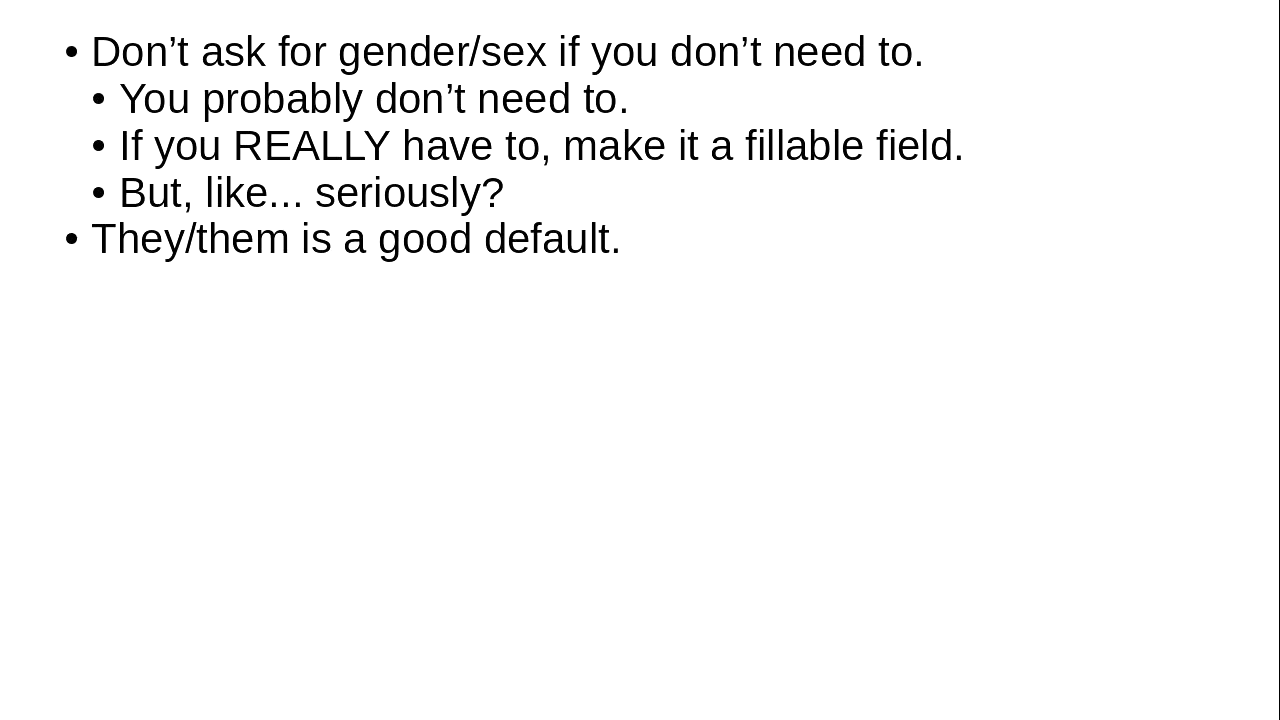 • Don’t ask for gender/sex if you don’t need to.
• You probably don’t need to.
• If you REALLY have to, make it a fillable field.
• But, like... seriously?
• They/them is a good default.